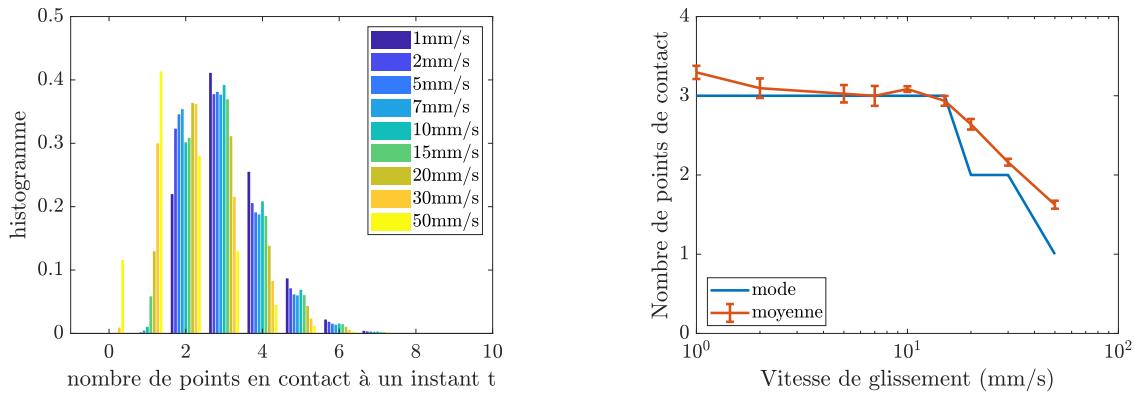 0.5
0.4
0.3
0.2
0.1
0
histogramme
0 2 4 6 8 10
nombre de points en contact à un instant t
1mm/s
2mm/s
5mm/s
7mm/s
10mm/s
15mm/s
20mm/s
30mm/s
50mm/s
4
3
2
1
0
Nombre de points de contact
10^0 10^1 10^2
Vitesse de glissement (mm/s)
mode
moyenne